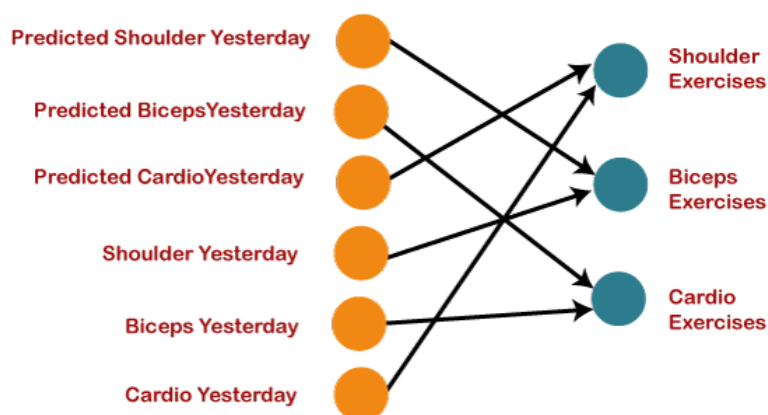 Predicted Shoulder Yesterday
Predicted BicepsYesterday
Predicted CardioYesterday
Shoulder Yesterday
Biceps Yesterday
Cardio Yesterday
Shoulder
Exercises
Biceps
Exercises
Cardio
Exercises